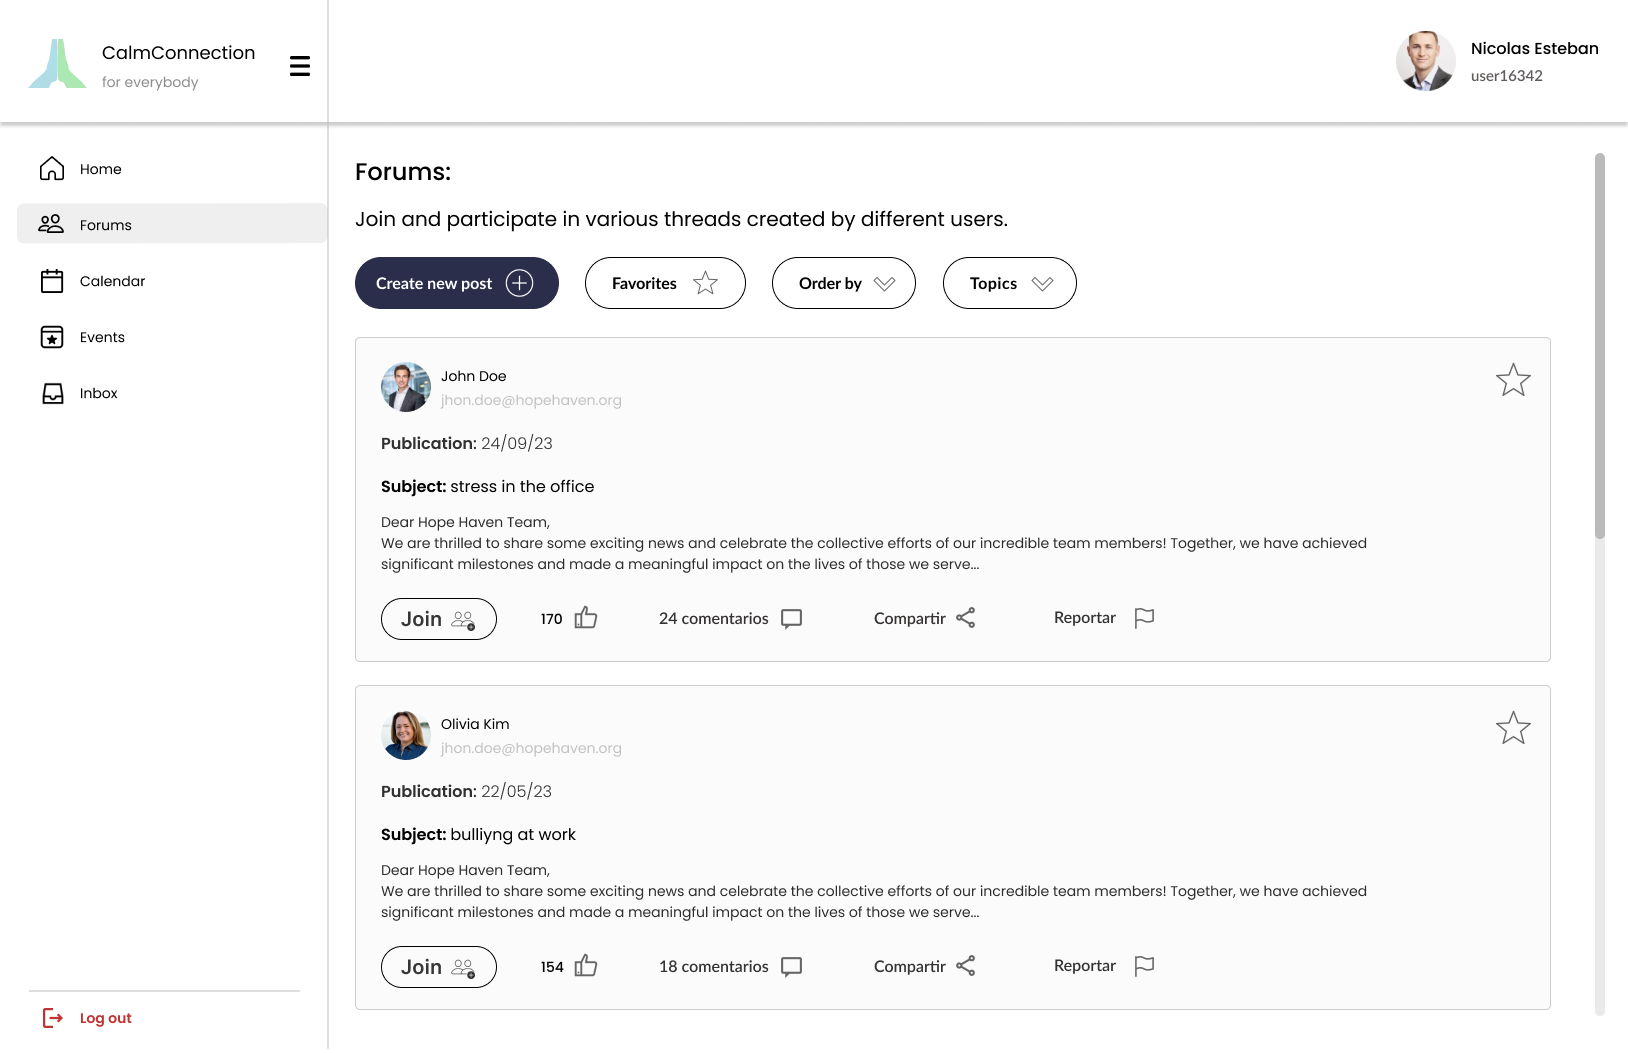 CalmConnection
for everybody
Nicolas Esteban
user16342
Home
Forums
Calendar
Events
Inbox
Log out
Forums:
Join and participate in various threads created by different users.
Create new post
Favorites
Order by
Topics
John Doe
jhon.doe@hopehaven.org
Publication: 24/09/23
Subject: stress in the office
Dear Hope Haven Team,
We are thrilled to share some exciting news and celebrate the collective efforts of our incredible team members! Together, we have achieved
significant milestones and made a meaningful impact on the lives of those we serve...
Join
170
24 comentarios
Compartir
Reportar
Olivia Kim
jhon.doe@hopehaven.org
Publication: 22/05/23
Subject: bulliyng at work
Dear Hope Haven Team,
We are thrilled to share some exciting news and celebrate the collective efforts of our incredible team members! Together, we have achieved
significant milestones and made a meaningful impact on the lives of those we serve...
Join
154
18 comentarios
Compartir
Reportar